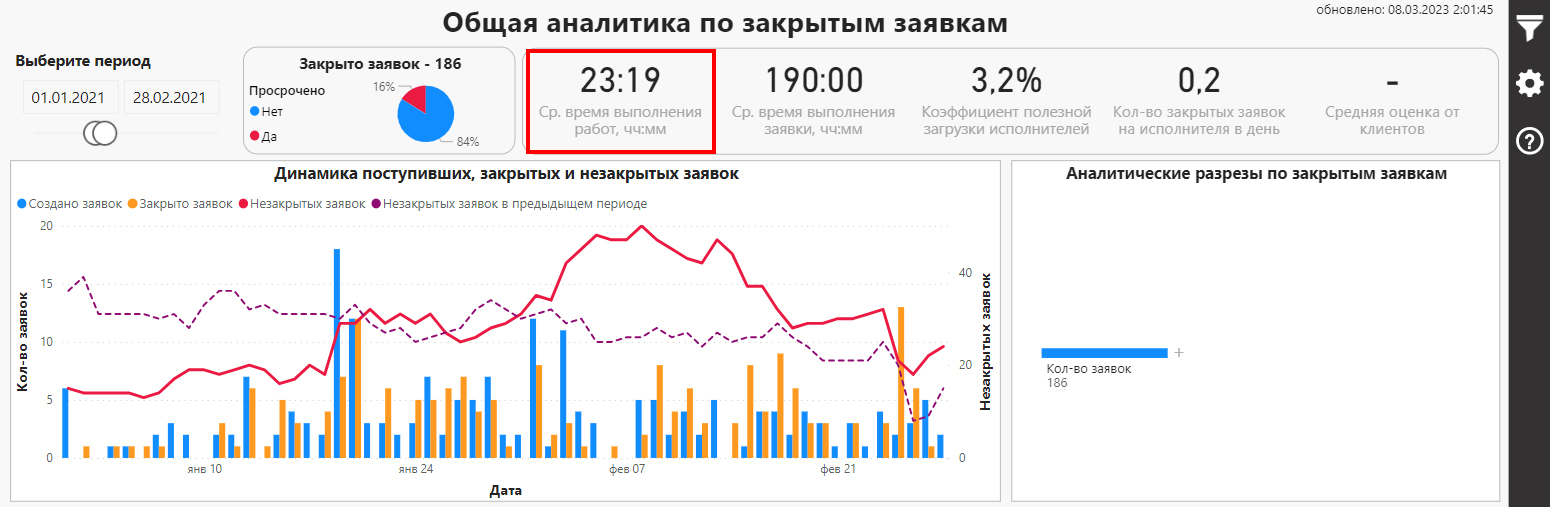 Общая аналитика по закрытым заявкам
обновлено: 08.03.2023 2:01:45
Выберите период
01.01.2021
28.02.2021
Закрыто заявок - 186
Просрочено
Нет
Да
16%
84%
23:19
Ср. время выполнения
работ, чч:мм
190:00
Ср. время выполнения
заявки, чч:мм
3,2%
Коэффициент полезной
загрузки исполнителей
0,2
Кол-во закрытых заявок
на исполнителя в день
-
Средняя оценка от
клиентов
Динамика поступивших, закрытых и незакрытых заявок
Создано заявок
Закрыто заявок
Незакрытых заявок
Незакрытых заявок в предыдыщем периоде
Кол-во заявок
20
15
10
5
0
40
20
0
Незакрытых заявок
янв 10
янв 24
фев 07
фев 21
Дата
Аналитические разрезы по закрытым заявкам
Кол-во заявок
186